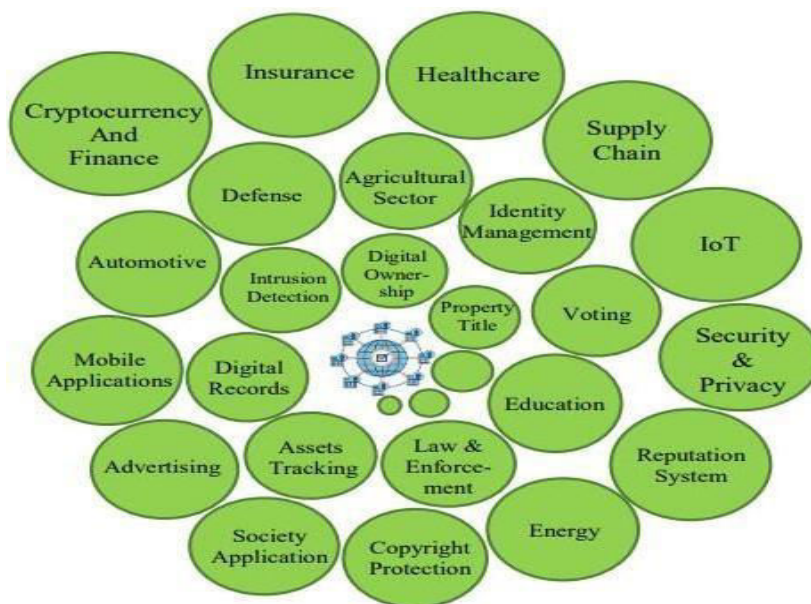 Insurance
Healthcare
Cryptocurrency
And
Finance
Supply
Chain
Defense
Agricultural
Sector
Identity
Management
IoT
Automotive
Intrusion
Detection
Digital
Owner-
ship
Property
Title
Voting
Security
&
Privacy
Mobile
Applications
Digital
Records
Education
Advertising
Assets
Tracking
Law &
Enforce-
ment
Reputation
System
Society
Application
Copyright
Protection
Energy